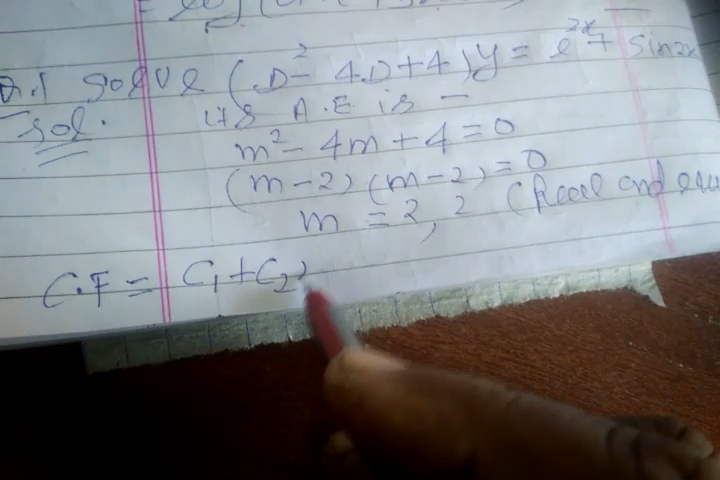 Q.1 Solve (D² - 4D + 4)y = e²ˣ + sin2x
Sol. its A.E is -
m² - 4m + 4 = 0
(m-2) (m-2) = 0
m = 2, 2 (Real and
C.F = C₁ + C₂